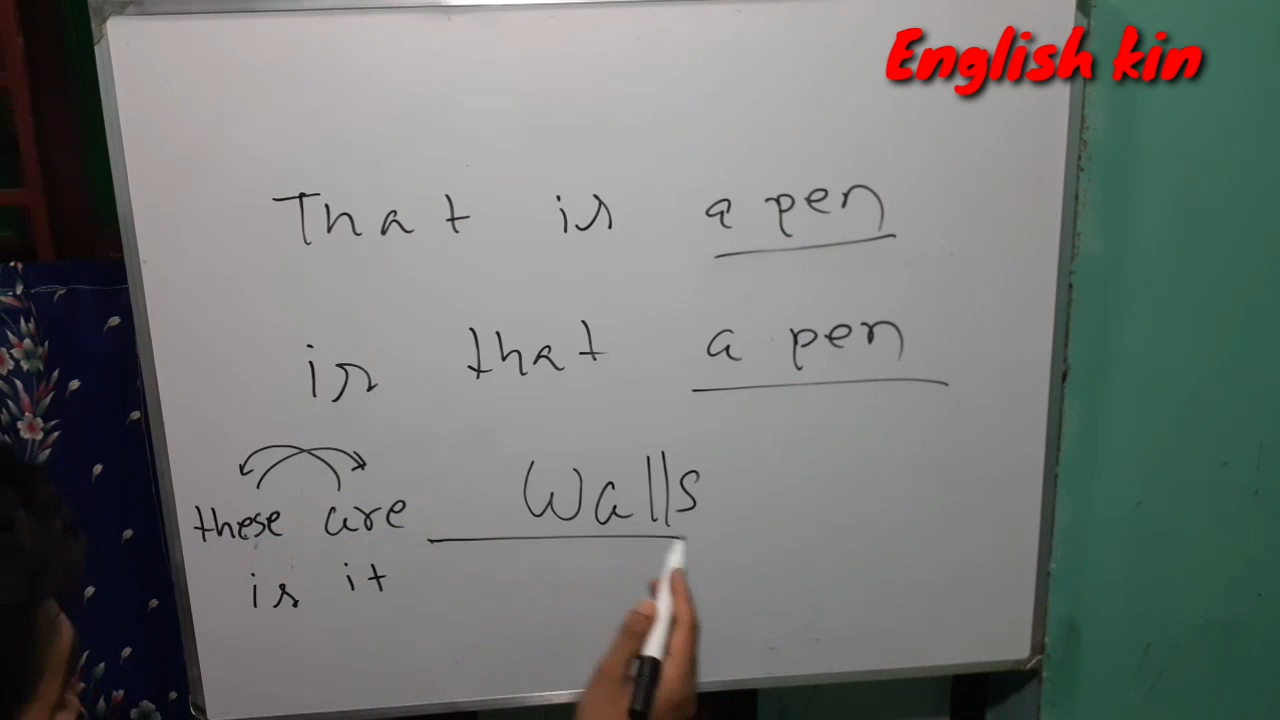 English kin
That is a pen
is that a pen
these are Walls
is it